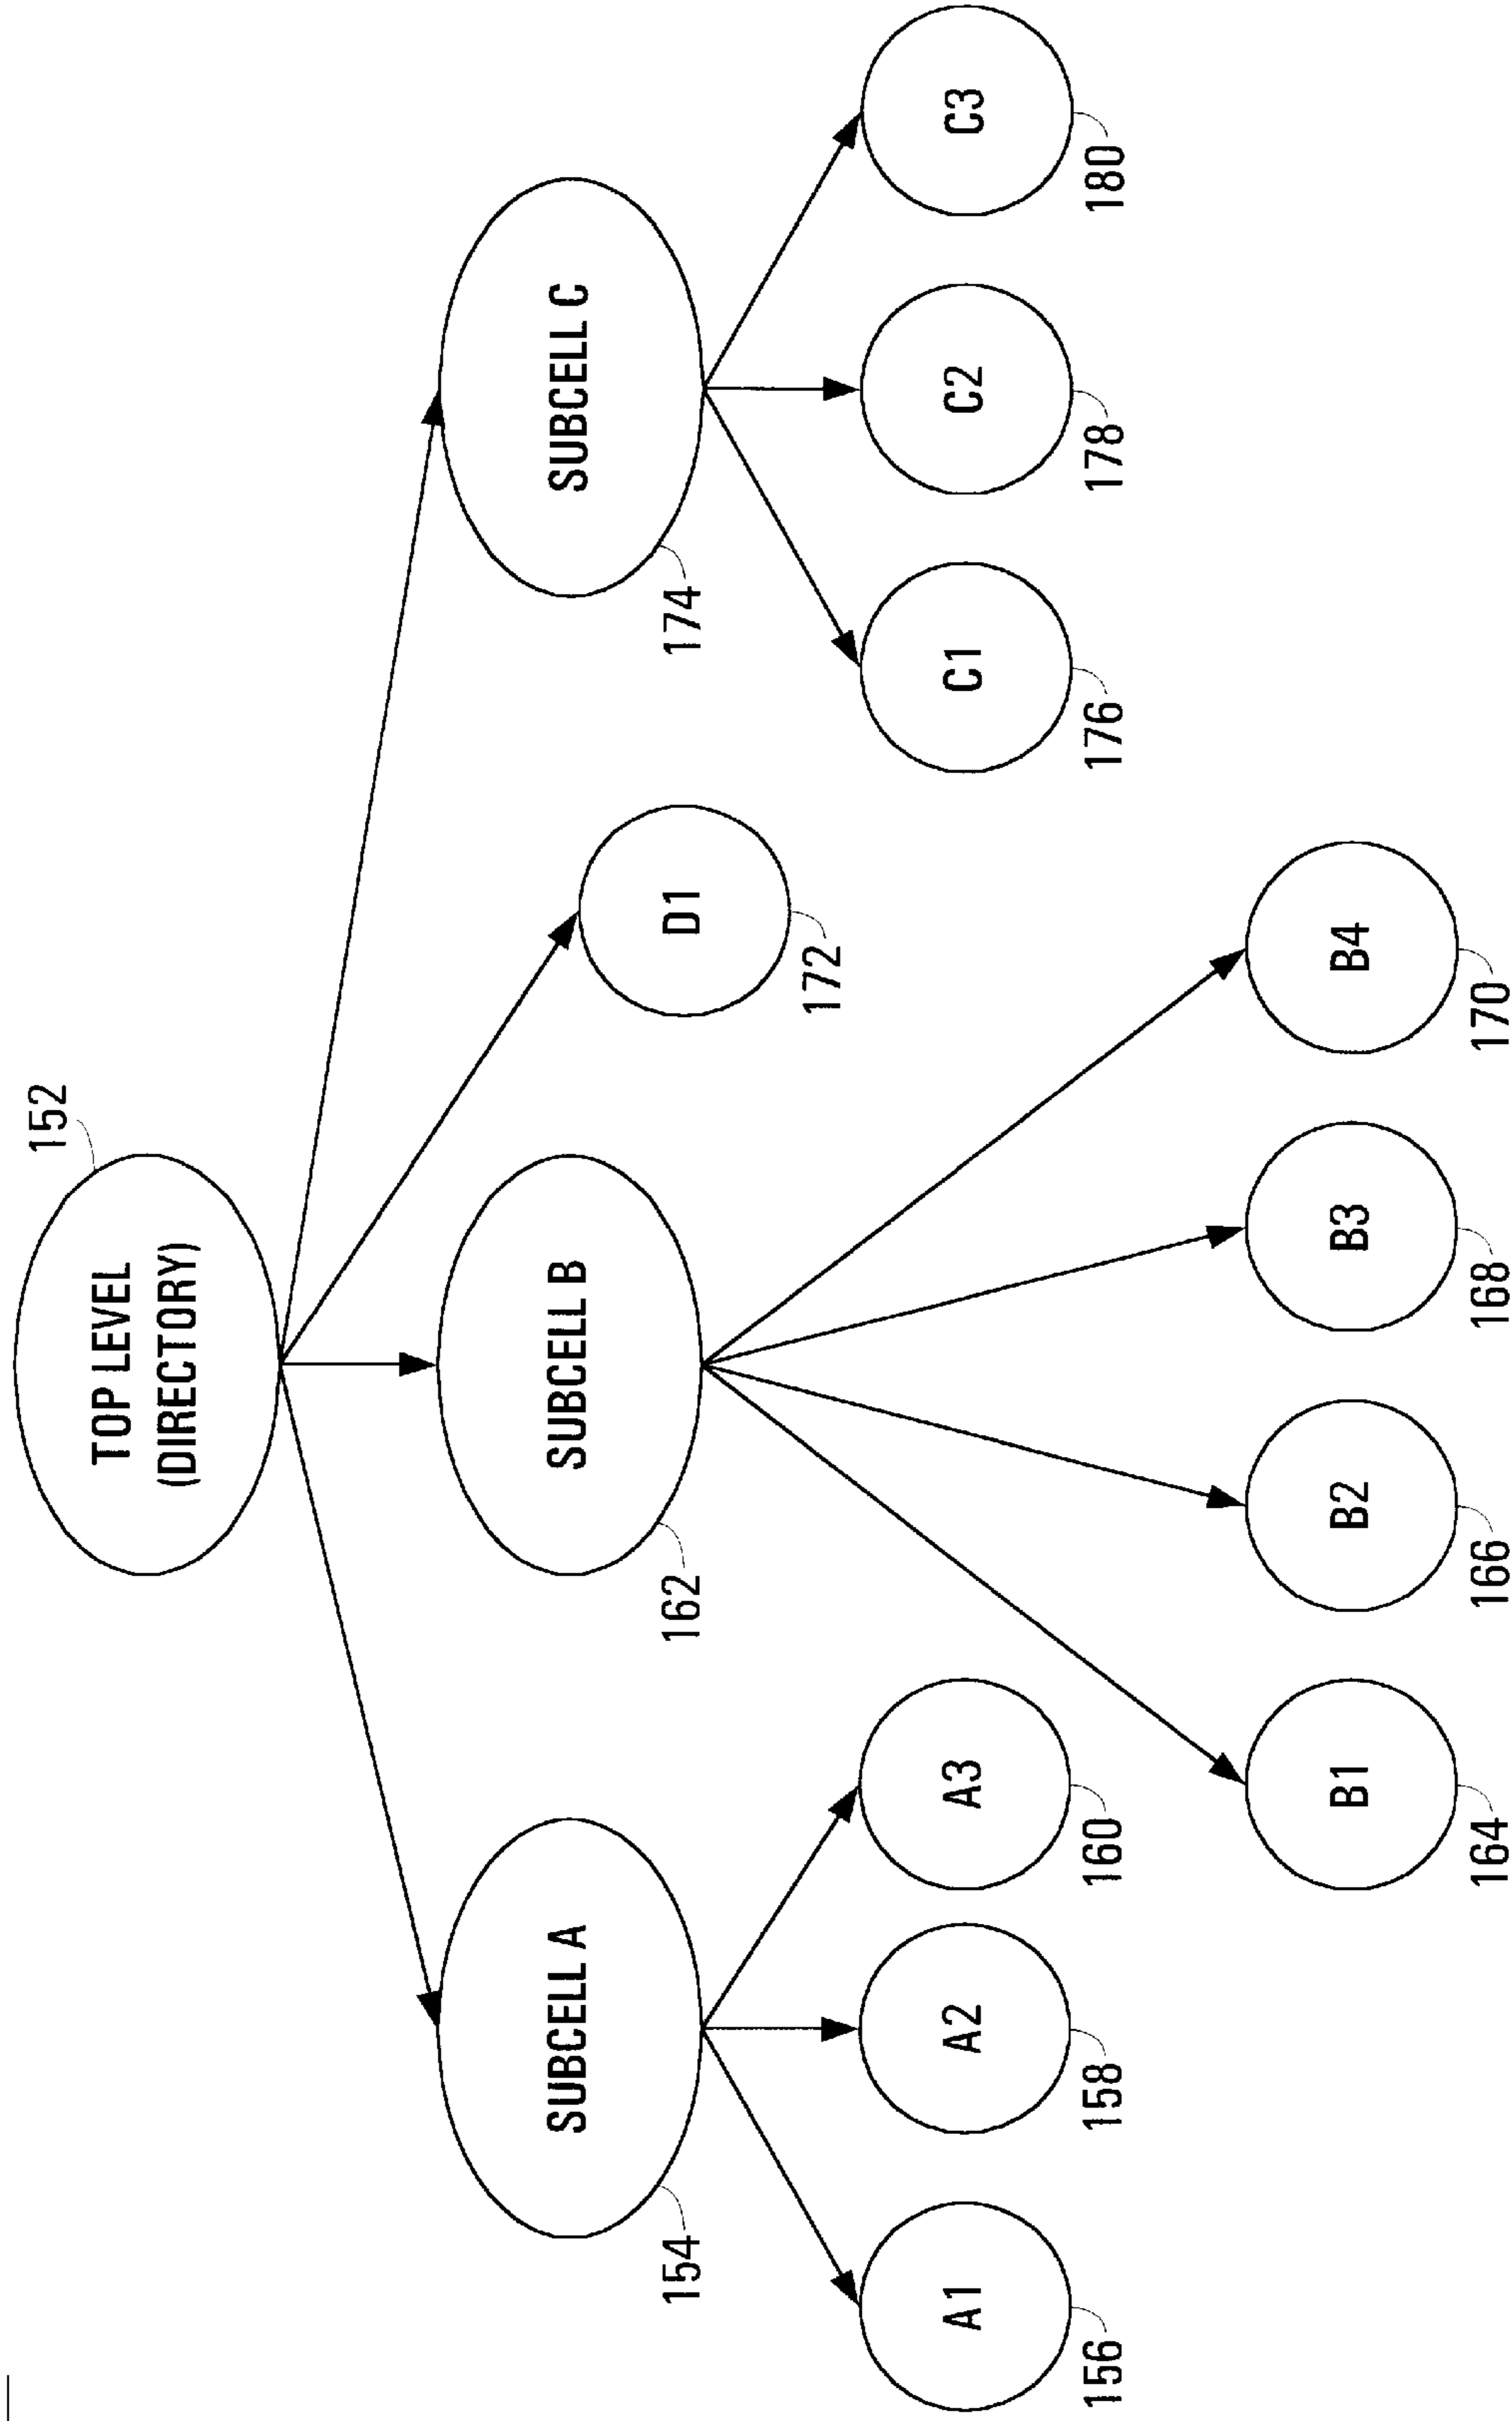 152
TOP LEVEL
(DIRECTORY)
SUBCELL A
154
SUBCELL B
162
D1
172
SUBCELL C
174
A1
156
A2
158
A3
160
C1
176
C2
178
C3
180
B1
164
B2
166
B3
168
B4
170